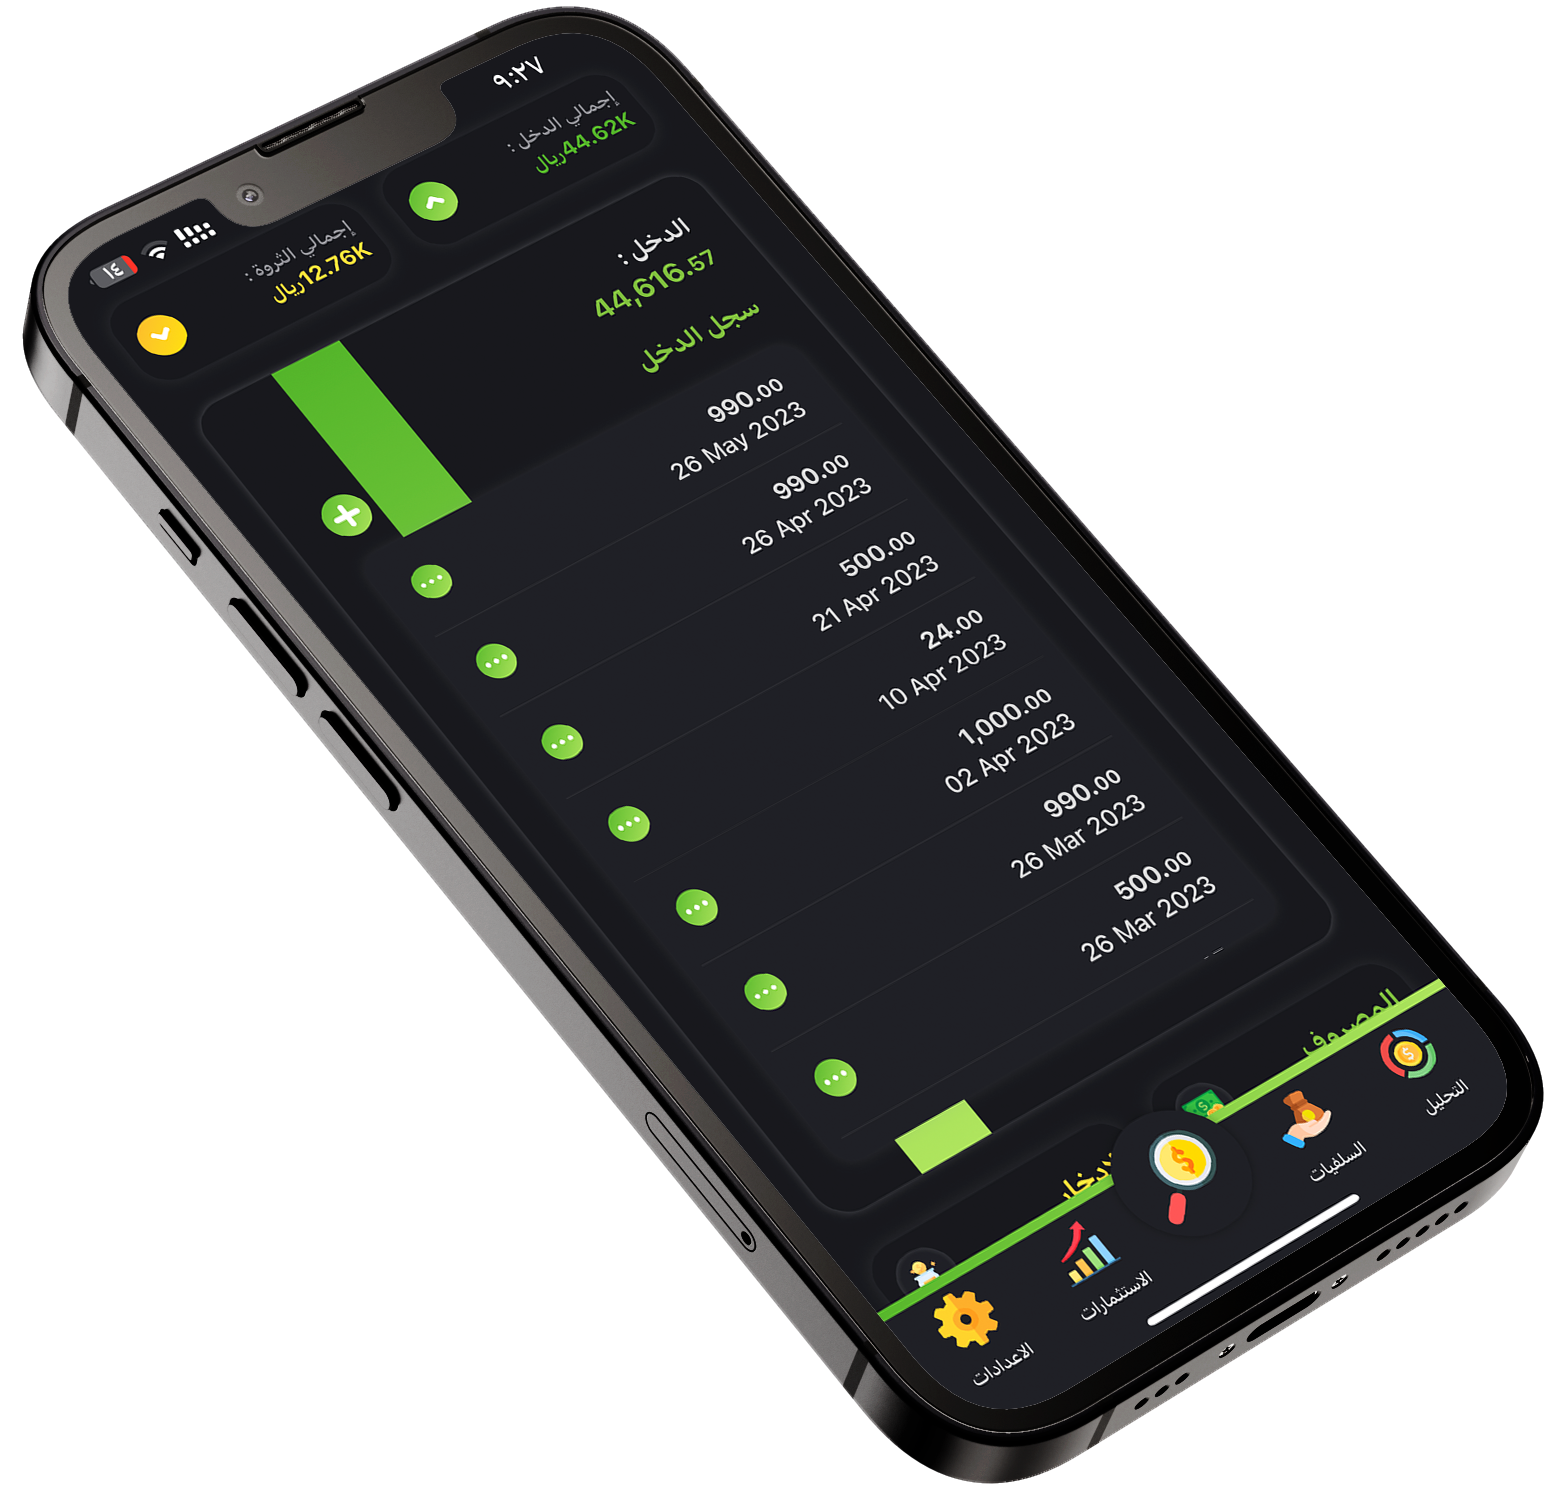 ٩:٢٧
١٤
إجمالي الدخل :
44.62Kريال
إجمالي الثروة :
12.76Kريال
الدخل :
44,616.57
سجل الدخل
990.00
26 May 2023
990.00
26 Apr 2023
500.00
21 Apr 2023
24.00
10 Apr 2023
1,000.00
02 Apr 2023
990.00
26 Mar 2023
500.00
26 Mar 2023
المصروف
التحليل
السلفيات
الاستثمارات
الاعدادات